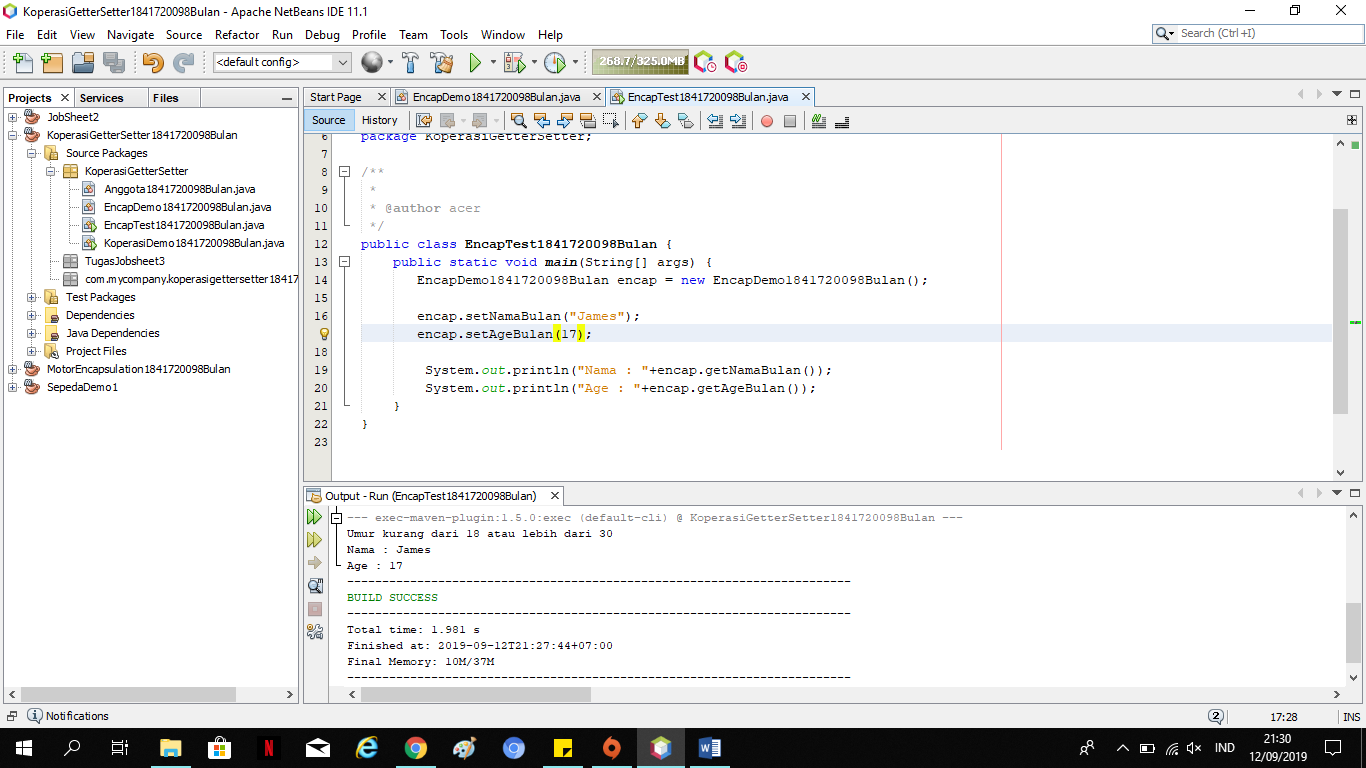 KoperasiGetterSetter1841720098Bulan - Apache NetBeans IDE 11.1
File Edit View Navigate Source Refactor Run Debug Profile Team Tools Window Help
Search (Ctrl+I)
<default config>
268.7/325.0MB
Projects Services Files
JobSheet2
KoperasiGetterSetter1841720098Bulan
Source Packages
KoperasiGetterSetter
Anggota1841720098Bulan.java
EncapDemo1841720098Bulan.java
EncapTest1841720098Bulan.java
KoperasiDemo1841720098Bulan.java
TugasJobsheet3
com.mycompany.koperasigettersetter18417
Test Packages
Dependencies
Java Dependencies
Project Files
MotorEncapsulation1841720098Bulan
SepedaDemo1
Start Page EncapDemo1841720098Bulan.java EncapTest1841720098Bulan.java
Source History
6 package KoperasiGetterSetter;
7
8 /**
9 *
10 * @author acer
11 */
12 public class EncapTest1841720098Bulan {
13 public static void main(String[] args) {
14 EncapDemo1841720098Bulan encap = new EncapDemo1841720098Bulan();
15
16 encap.setNamaBulan("James");
encap.setAgeBulan(17);
18
19 System.out.println("Nama : "+encap.getNamaBulan());
20 System.out.println("Age : "+encap.getAgeBulan());
21 }
22 }
23
Output - Run (EncapTest1841720098Bulan)
--- exec-maven-plugin:1.5.0:exec (default-cli) @ KoperasiGetterSetter1841720098Bulan ---
Umur kurang dari 18 atau lebih dari 30
Nama : James
Age : 17
------------------------------------------------------------------------
BUILD SUCCESS
------------------------------------------------------------------------
Total time: 1.981 s
Finished at: 2019-09-12T21:27:44+07:00
Final Memory: 10M/37M
------------------------------------------------------------------------
Notifications
2 17:28 INS
IND
21:30
12/09/2019